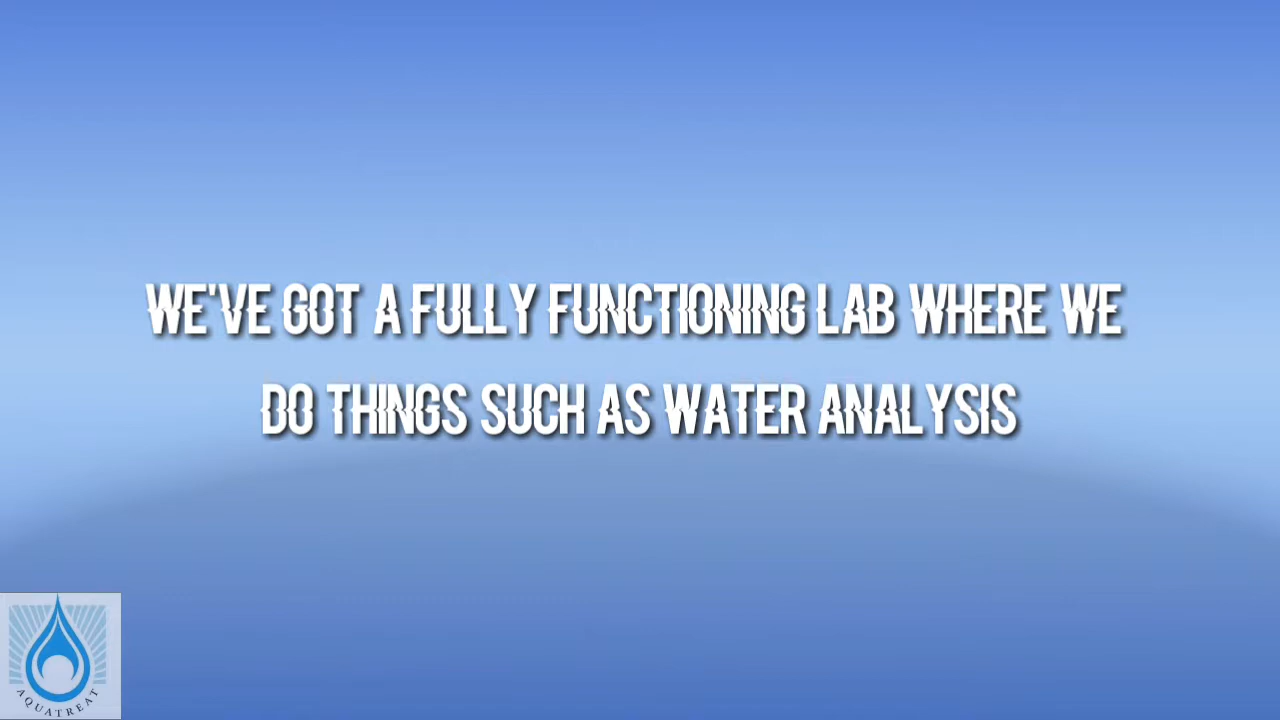 WE'VE GOT A FULLY FUNCTIONING LAB WHERE WE
DO THINGS SUCH AS WATER ANALYSIS
AQUATREAT